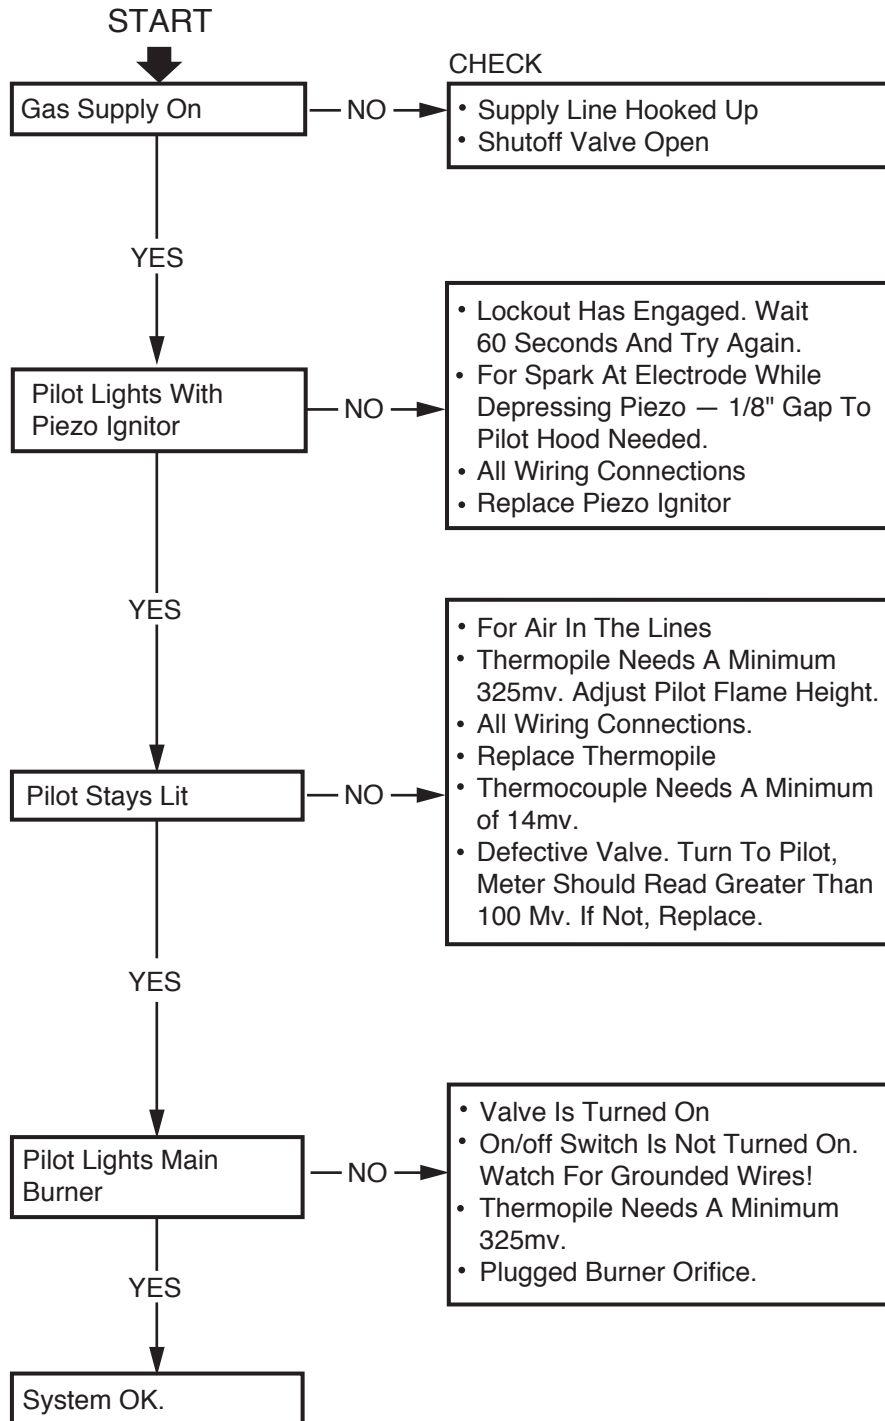 START
Gas Supply On
NO
CHECK
• Supply Line Hooked Up
• Shutoff Valve Open
YES
Pilot Lights With
Piezo Ignitor
NO
• Lockout Has Engaged. Wait
60 Seconds And Try Again.
• For Spark At Electrode While
Depressing Piezo — 1/8" Gap To
Pilot Hood Needed.
• All Wiring Connections
• Replace Piezo Ignitor
YES
Pilot Stays Lit
NO
• For Air In The Lines
• Thermopile Needs A Minimum
325mv. Adjust Pilot Flame Height.
• All Wiring Connections.
• Replace Thermopile
• Thermocouple Needs A Minimum
of 14mv.
• Defective Valve. Turn To Pilot,
Meter Should Read Greater Than
100 Mv. If Not, Replace.
YES
Pilot Lights Main
Burner
NO
• Valve Is Turned On
• On/off Switch Is Not Turned On.
Watch For Grounded Wires!
• Thermopile Needs A Minimum
325mv.
• Plugged Burner Orifice.
YES
System OK.